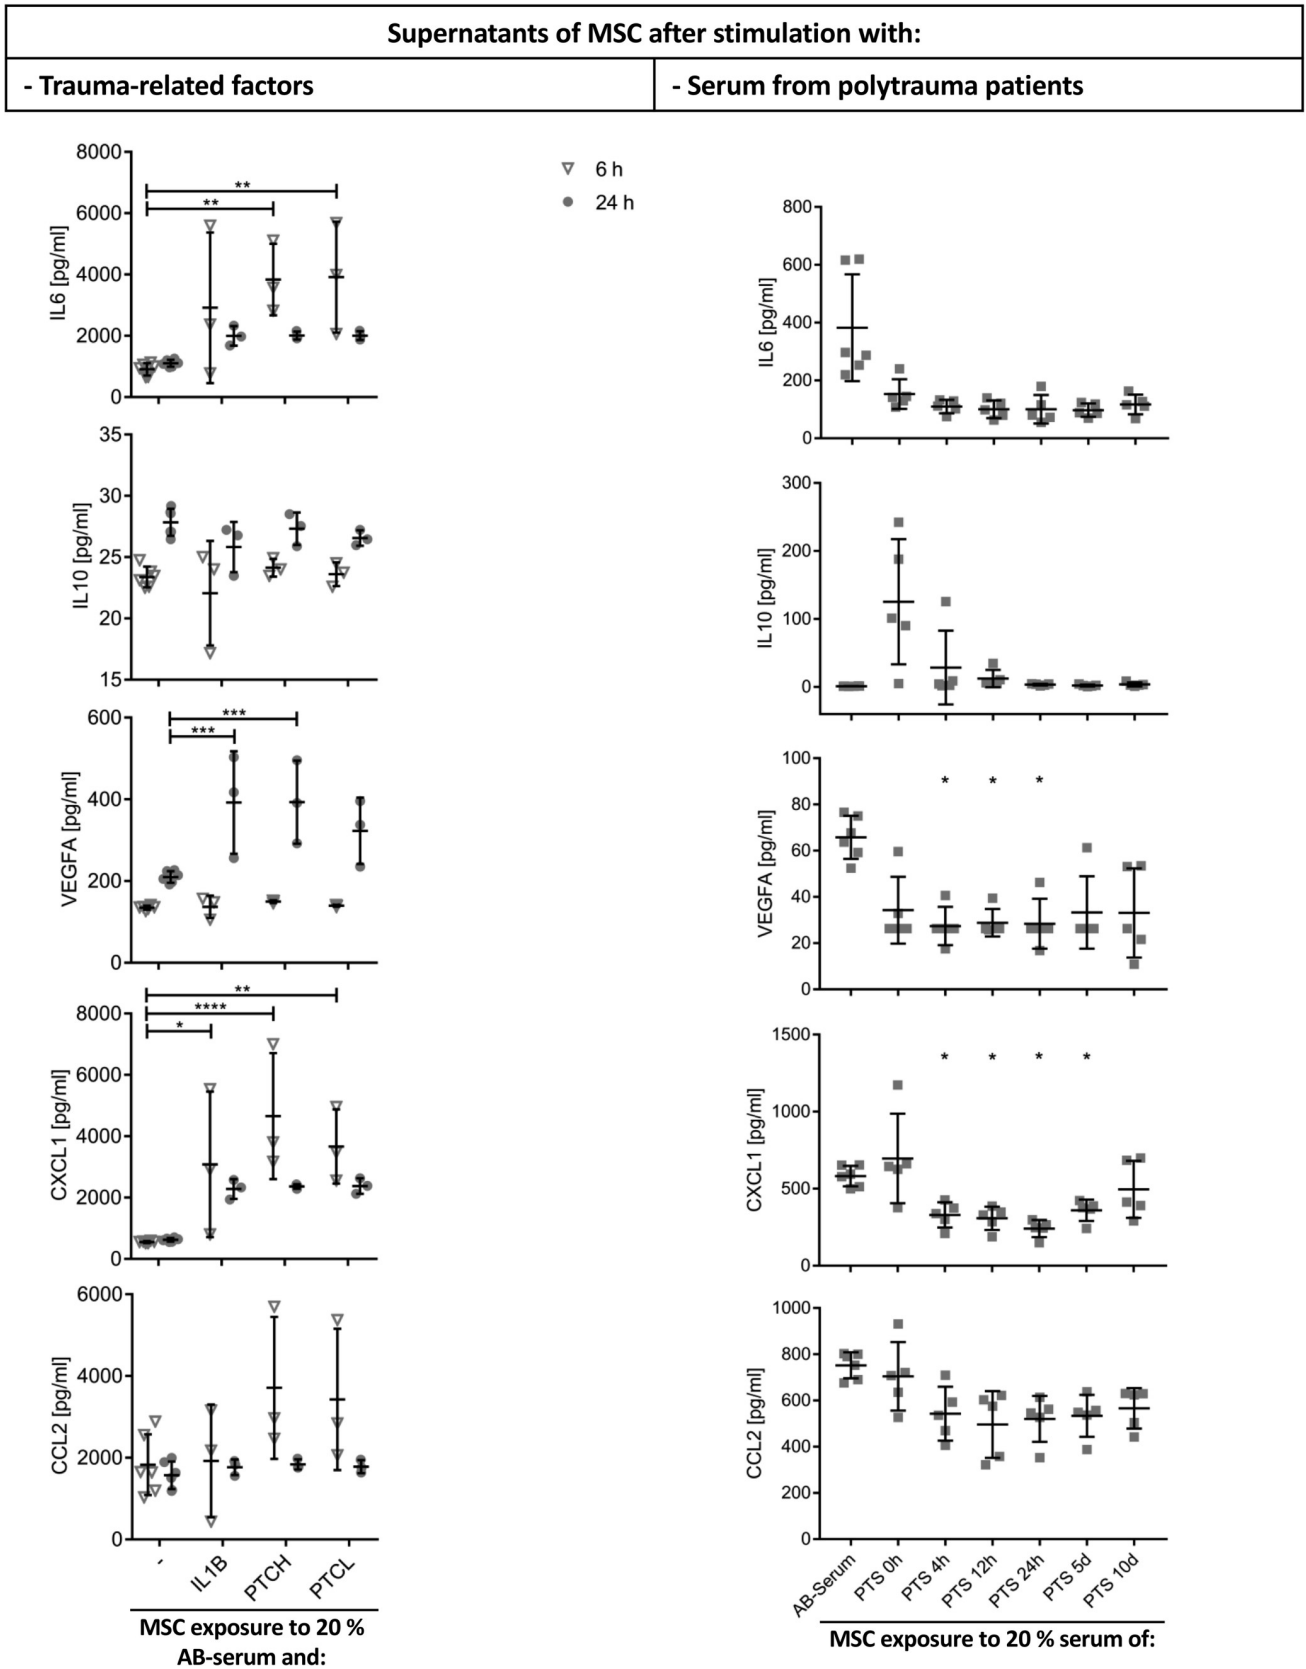 Supernatants of MSC after stimulation with:
- Trauma-related factors
- Serum from polytrauma patients
6 h
24 h
IL6 [pg/ml]
8000
6000
4000
2000
0
**
**
IL10 [pg/ml]
35
30
25
20
15
VEGFA [pg/ml]
600
400
200
0
***
***
CXCL1 [pg/ml]
8000
6000
4000
2000
0
**
****
*
CCL2 [pg/ml]
6000
4000
2000
0
-
IL1B
PTCH
PTCL
MSC exposure to 20 %
AB-serum and:
IL6 [pg/ml]
800
600
400
200
0
IL10 [pg/ml]
300
200
100
0
VEGFA [pg/ml]
100
80
60
40
20
0
* * *
CXCL1 [pg/ml]
1500
1000
500
0
* * * *
CCL2 [pg/ml]
1000
800
600
400
200
0
AB-Serum
PTS 0h
PTS 4h
PTS 12h
PTS 24h
PTS 5d
PTS 10d
MSC exposure to 20 % serum of: